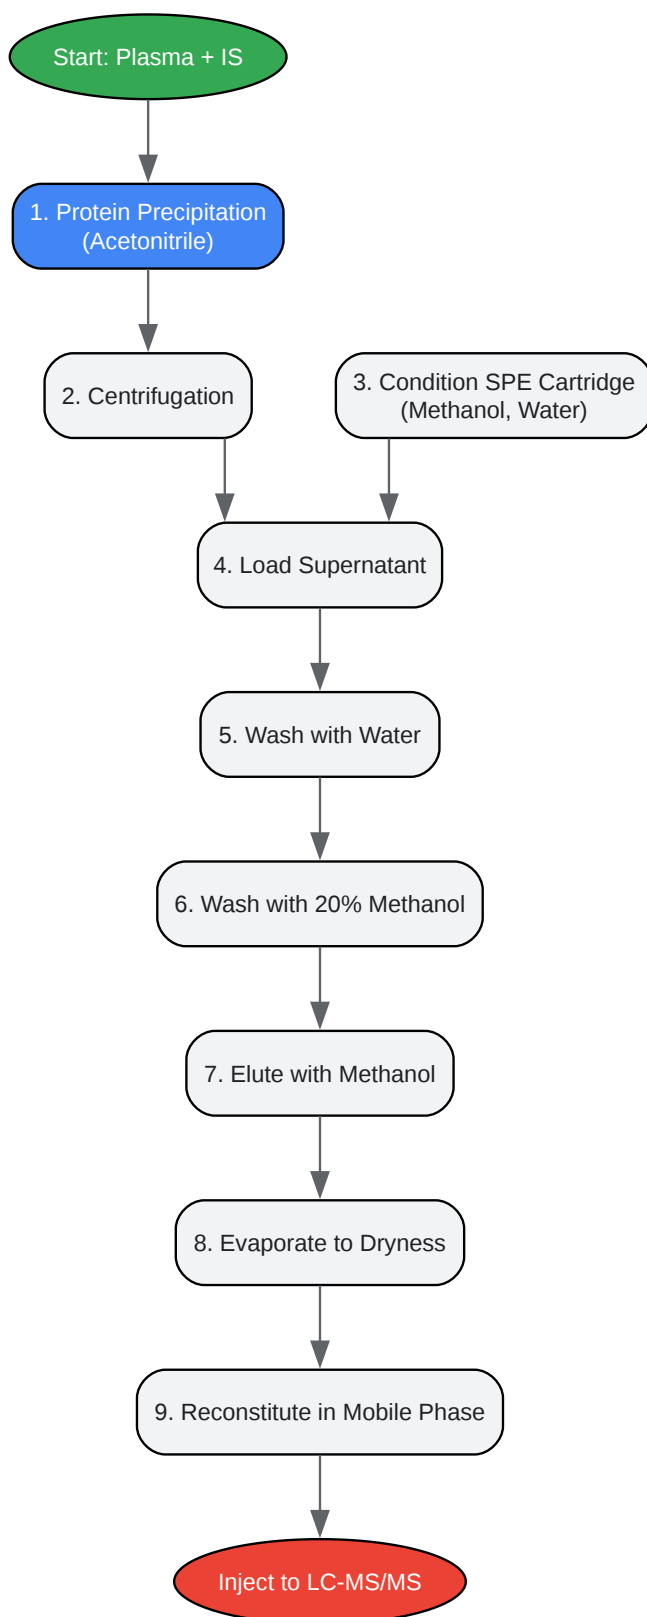 Start: Plasma + IS
1. Protein Precipitation
(Acetonitrile)
2. Centrifugation
3. Condition SPE Cartridge
(Methanol, Water)
4. Load Supernatant
5. Wash with Water
6. Wash with 20% Methanol
7. Elute with Methanol
8. Evaporate to Dryness
9. Reconstitute in Mobile Phase
Inject to LC-MS/MS